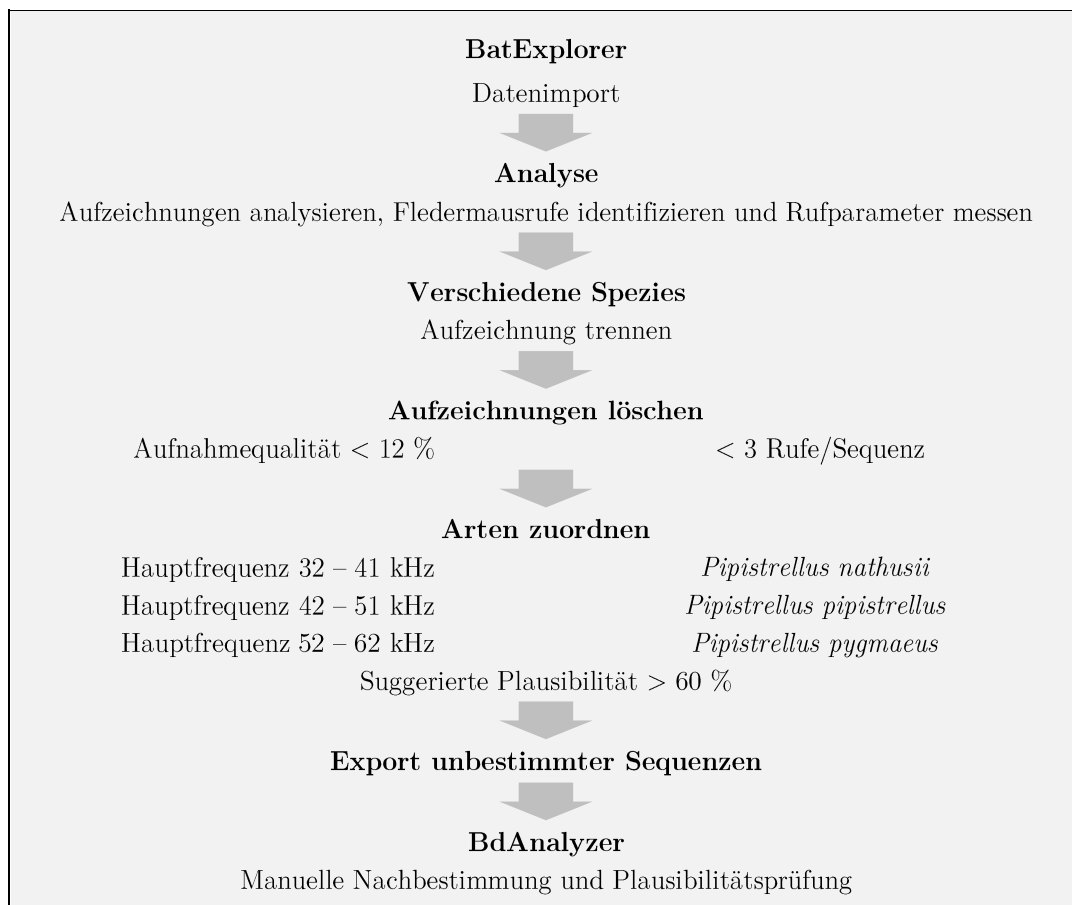 BatExplorer
Datenimport
Analyse
Aufzeichnungen analysieren, Fledermausrufe identifizieren und Rufparameter messen
Verschiedene Spezies
Aufzeichnung trennen
Aufzeichnungen löschen
Aufnahmequalität < 12 % < 3 Rufe/Sequenz
Arten zuordnen
Hauptfrequenz 32 – 41 kHz Pipistrellus nathusii
Hauptfrequenz 42 – 51 kHz Pipistrellus pipistrellus
Hauptfrequenz 52 – 62 kHz Pipistrellus pygmaeus
Suggerierte Plausibilität > 60 %
Export unbestimmter Sequenzen
BdAnalyzer
Manuelle Nachbestimmung und Plausibilitätsprüfung